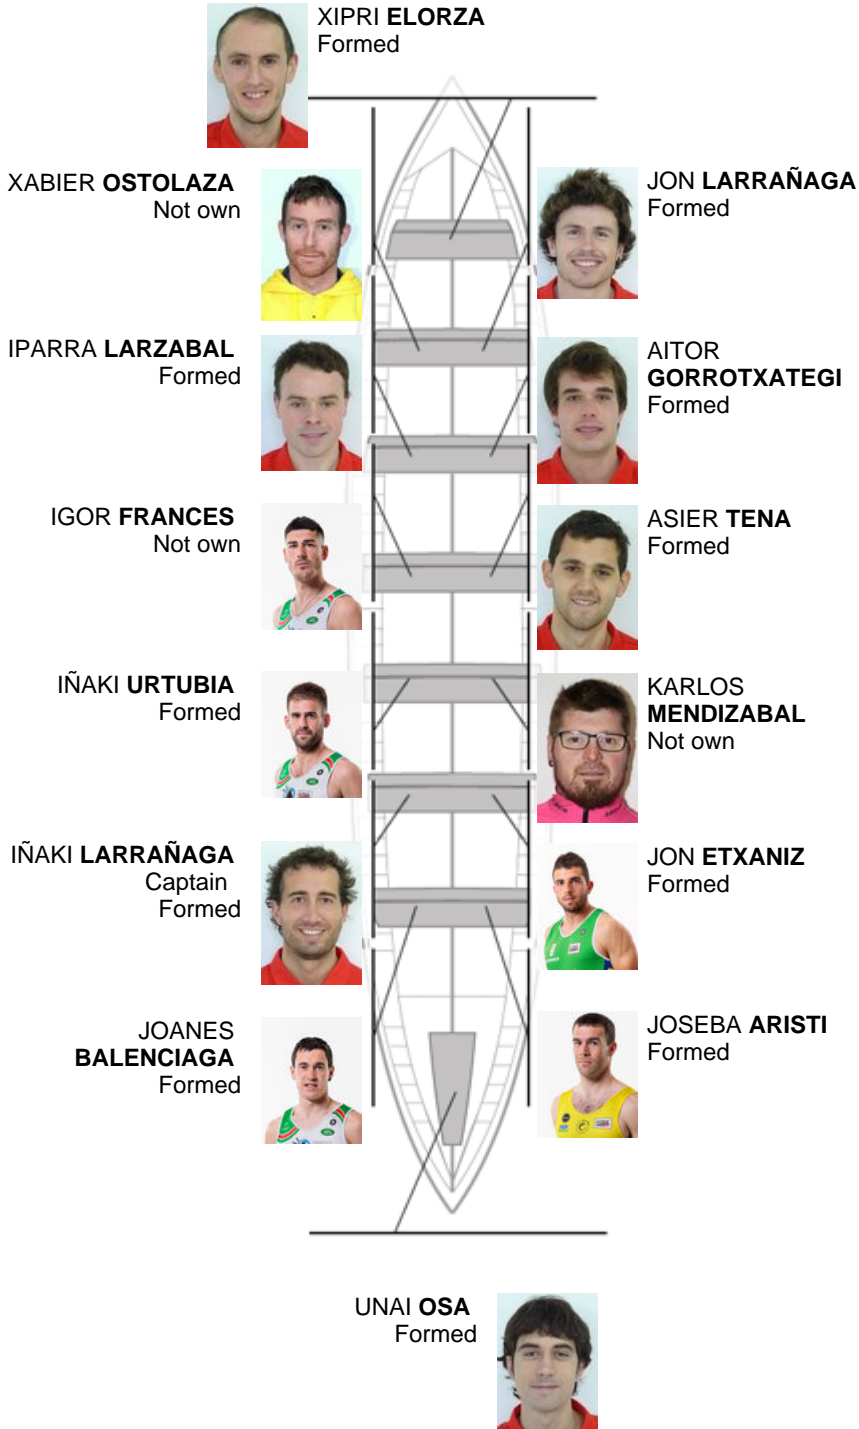 XIPRI ELORZA
Formed
XABIER OSTOLAZA
Not own
JON LARRAÑAGA
Formed
IPARRA LARZABAL
Formed
AITOR
GORROTXATEGI
Formed
IGOR FRANCES
Not own
ASIER TENA
Formed
IÑAKI URTUBIA
Formed
KARLOS
MENDIZABAL
Not own
IÑAKI LARRAÑAGA
Captain
Formed
JON ETXANIZ
Formed
JOANES
BALENCIAGA
Formed
JOSEBA ARISTI
Formed
UNAI OSA
Formed